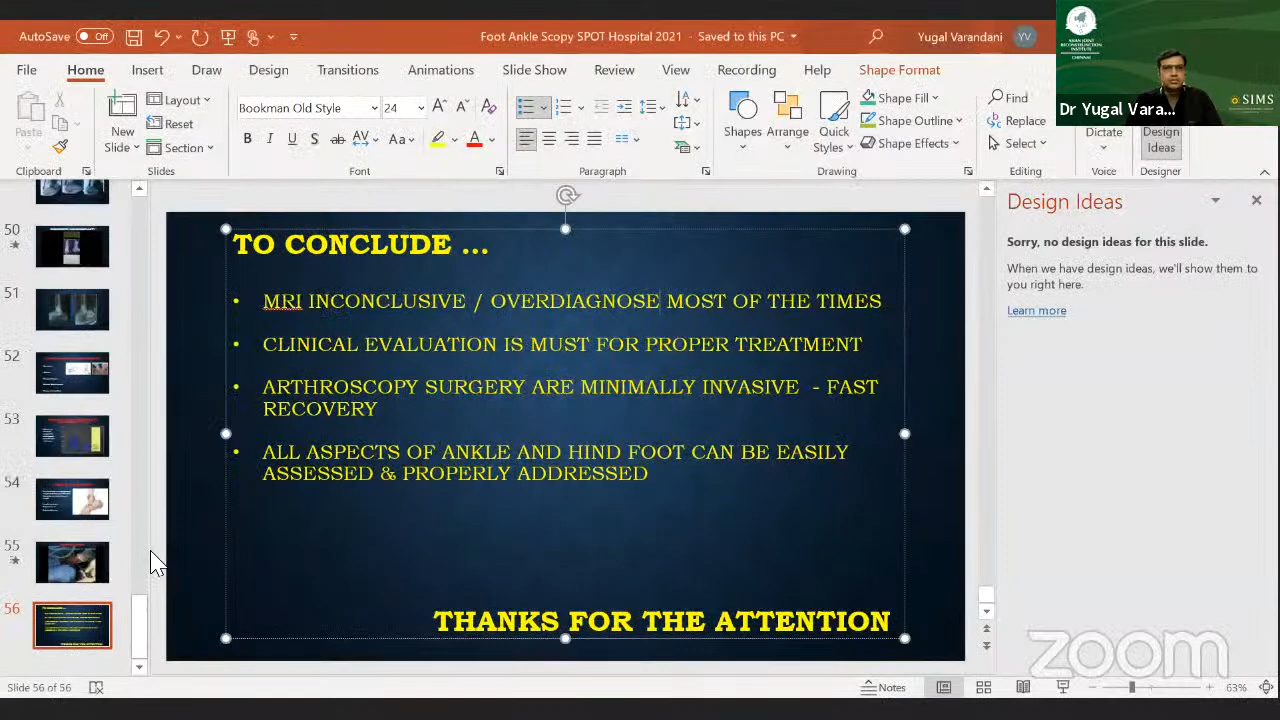 AutoSave Off
Foot Ankle Scopy SPOT Hospital 2021 - Saved to this PC
Yugal Varandani YV
File Home Insert Draw Design Transitions Animations Slide Show Review View Recording Help Shape Format
Paste
Clipboard
New
Slide
Layout
Reset
Section
Slides
Bookman Old Style 24
Font
Paragraph
Shapes
Arrange
Quick
Styles
Shape Fill
Shape Outline
Shape Effects
Drawing
Find
Replace
Select
Editing
Dictate
Voice
Design
Ideas
Designer
ASIAN JOINT
RECONSTRUCTION
INSTITUTE
CHENNAI
SIMS
Dr Yugal Vara...
50
51
52
53
54
55
56
TO CONCLUDE ...
• MRI INCONCLUSIVE / OVERDIAGNOSE MOST OF THE TIMES
• CLINICAL EVALUATION IS MUST FOR PROPER TREATMENT
• ARTHROSCOPY SURGERY ARE MINIMALLY INVASIVE - FAST
RECOVERY
• ALL ASPECTS OF ANKLE AND HIND FOOT CAN BE EASILY
ASSESSED & PROPERLY ADDRESSED
THANKS FOR THE ATTENTION
Design Ideas
Sorry, no design ideas for this slide.
When we have design ideas, we'll show them to
you right here.
Learn more
zoom
Slide 56 of 56
Notes
63%